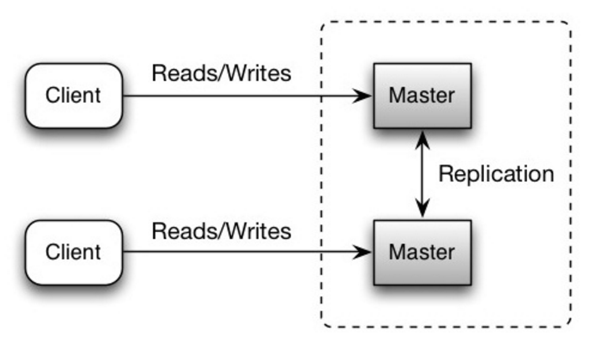 Reads/Writes
Client
Master
Replication
Reads/Writes
Client
Master